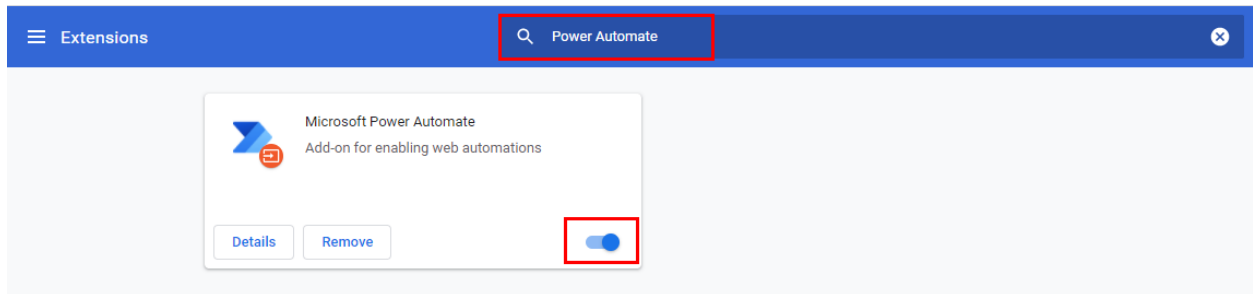 Extensions
Power Automate
Microsoft Power Automate
Add-on for enabling web automations
Details
Remove